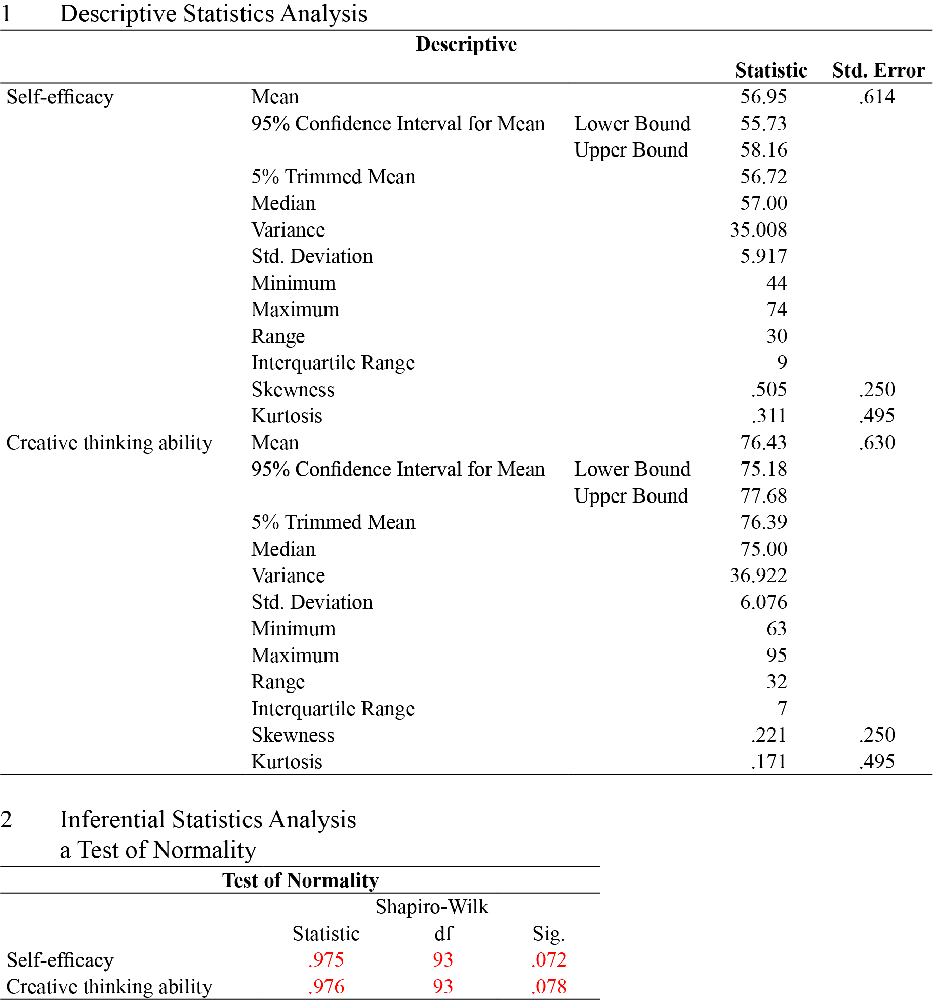 1 Descriptive Statistics Analysis
Descriptive
Statistic Std. Error
Self-efficacy Mean 56.95 .614
95% Confidence Interval for Mean Lower Bound 55.73
Upper Bound 58.16
5% Trimmed Mean 56.72
Median 57.00
Variance 35.008
Std. Deviation 5.917
Minimum 44
Maximum 74
Range 30
Interquartile Range 9
Skewness .505 .250
Kurtosis .311 .495
Creative thinking ability Mean 76.43 .630
95% Confidence Interval for Mean Lower Bound 75.18
Upper Bound 77.68
5% Trimmed Mean 76.39
Median 75.00
Variance 36.922
Std. Deviation 6.076
Minimum 63
Maximum 95
Range 32
Interquartile Range 7
Skewness .221 .250
Kurtosis .171 .495
2 Inferential Statistics Analysis
a Test of Normality
Test of Normality
Shapiro-Wilk
Statistic df Sig.
Self-efficacy .975 93 .072
Creative thinking ability .976 93 .078